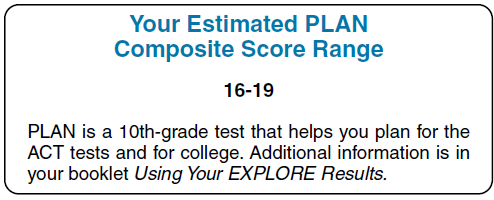 Your Estimated PLAN
Composite Score Range
16-19
PLAN is a 10th-grade test that helps you plan for the
ACT tests and for college. Additional information is in
your booklet Using Your EXPLORE Results.